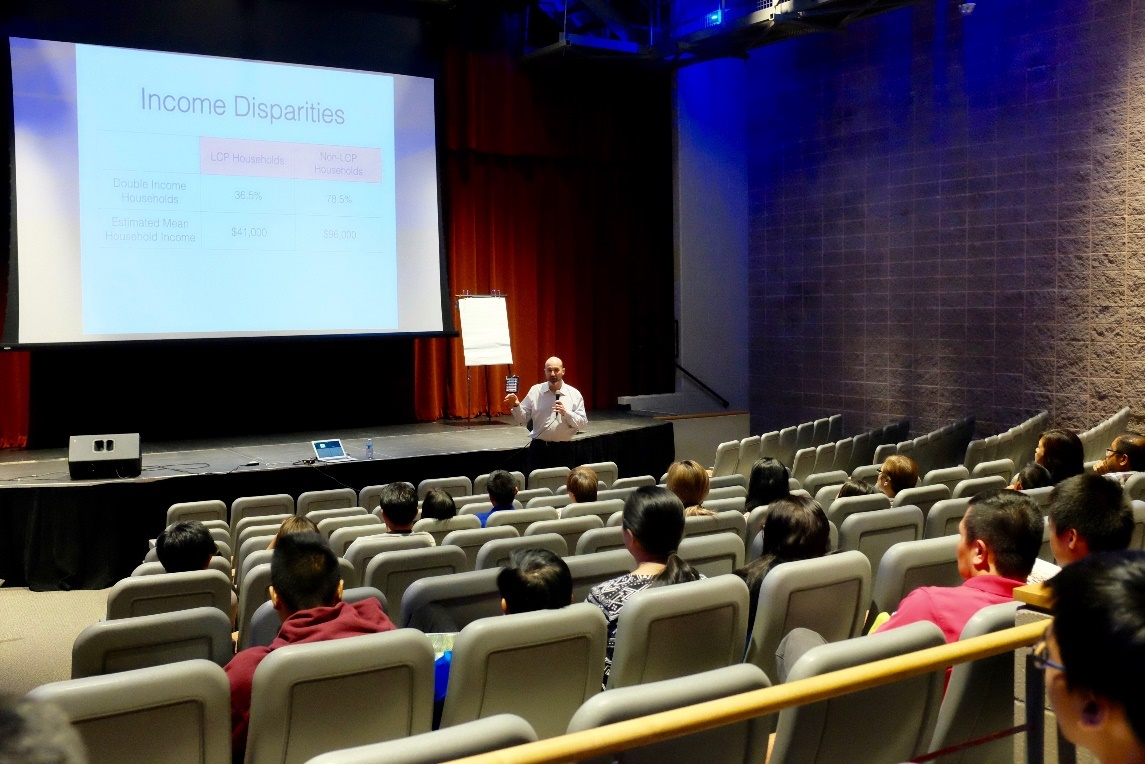 Income Disparities
LCP Households
Non-LCP
Households
Double Income
Households
36.5%
78.5%
Estimated Mean
Household Income
$41,000